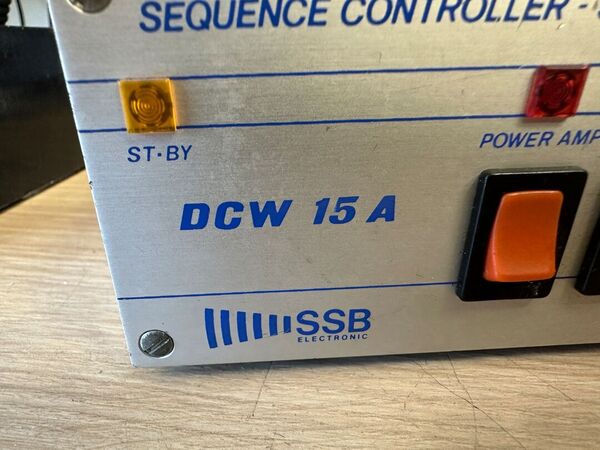 SEQUENCE CONTROLLER -
ST·BY
POWER AMP
DCW 15 A
SSB
ELECTRONIC